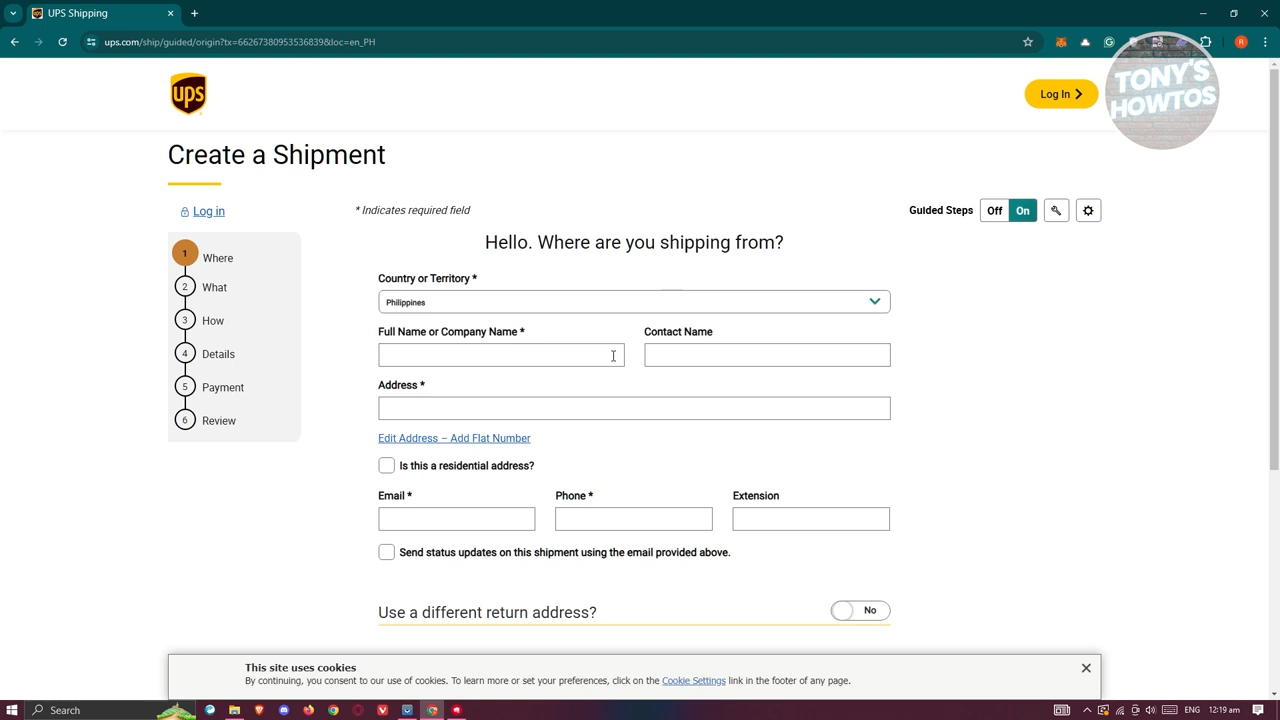 UPS Shipping
ups.com/ship/guided/origin?tx=66267380953536839&loc=en_PH
R
ups
Log In
TONY'S
HOWTOS
Create a Shipment
Log in
* Indicates required field
Guided Steps
Off
On
Hello. Where are you shipping from?
1 Where
2 What
3 How
4 Details
5 Payment
6 Review
Country or Territory *
Philippines
Full Name or Company Name *
Contact Name
Address *
Edit Address – Add Flat Number
Is this a residential address?
Email *
Phone *
Extension
Send status updates on this shipment using the email provided above.
Use a different return address?
No
This site uses cookies
By continuing, you consent to our use of cookies. To learn more or set your preferences, click on the Cookie Settings link in the footer of any page.
Search
12:19 am